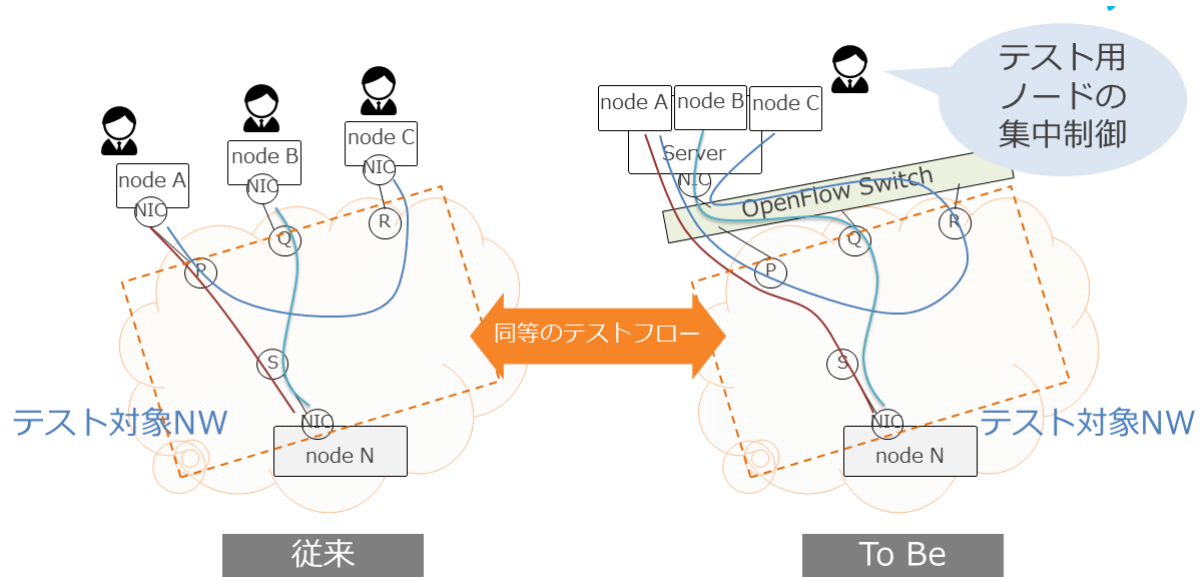 node A
NIC
node B
NIC
node C
NIC
P
Q
R
S
NIC
node N
テスト対象NW
従来
同等のテストフロー
テスト用
ノードの
集中制御
node A
node B
node C
Server
NIC
OpenFlow Switch
P
Q
R
S
NIC
node N
テスト対象NW
To Be